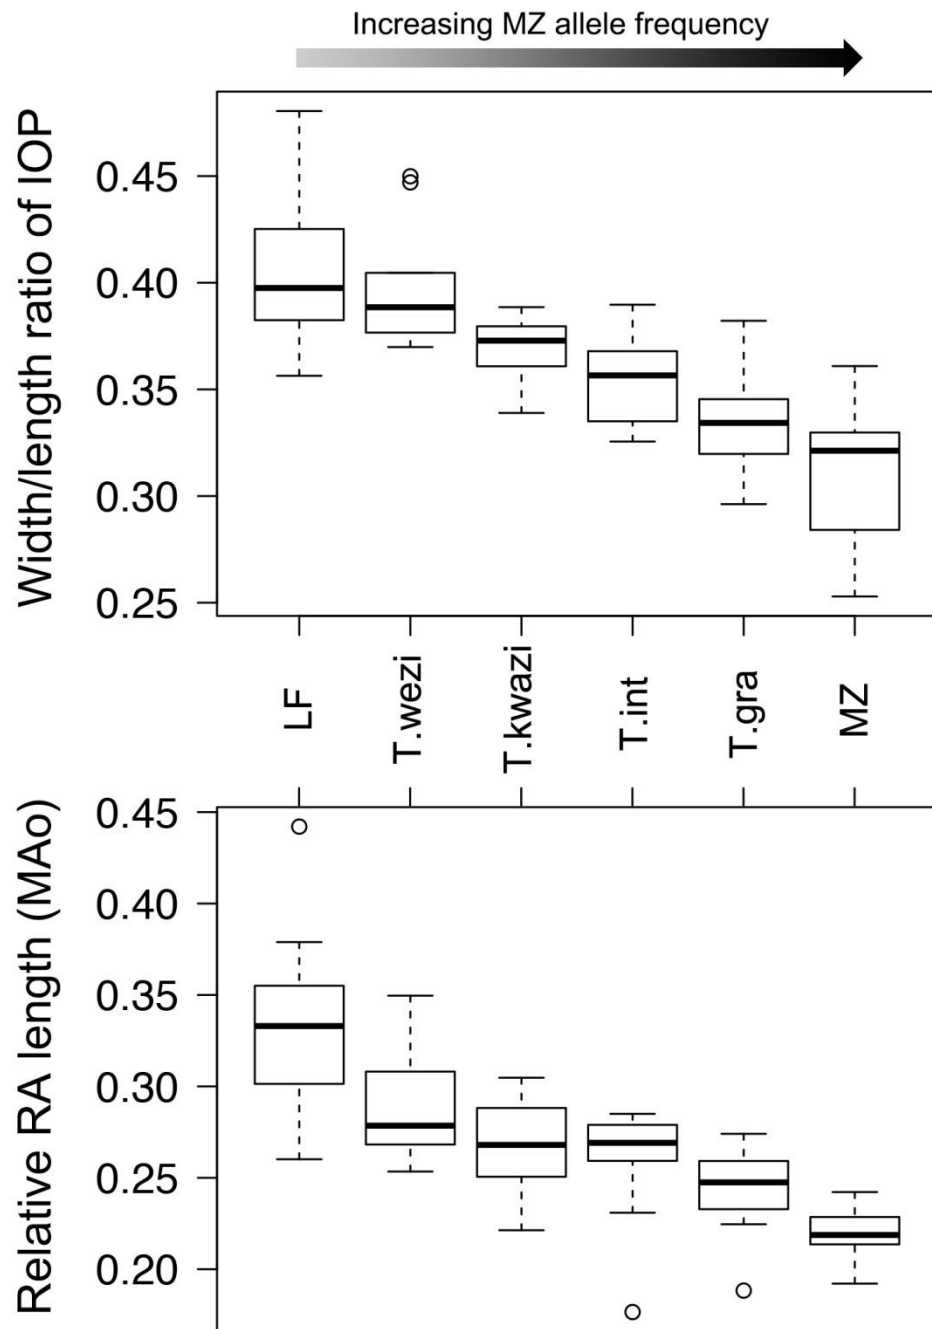 Increasing MZ allele frequency
Width/length ratio of IOP
0.45
0.40
0.35
0.30
0.25
LF
T.wezi
T.kwazi
T.int
T.gra
MZ
Relative RA length (MAo)
0.45
0.40
0.35
0.30
0.25
0.20